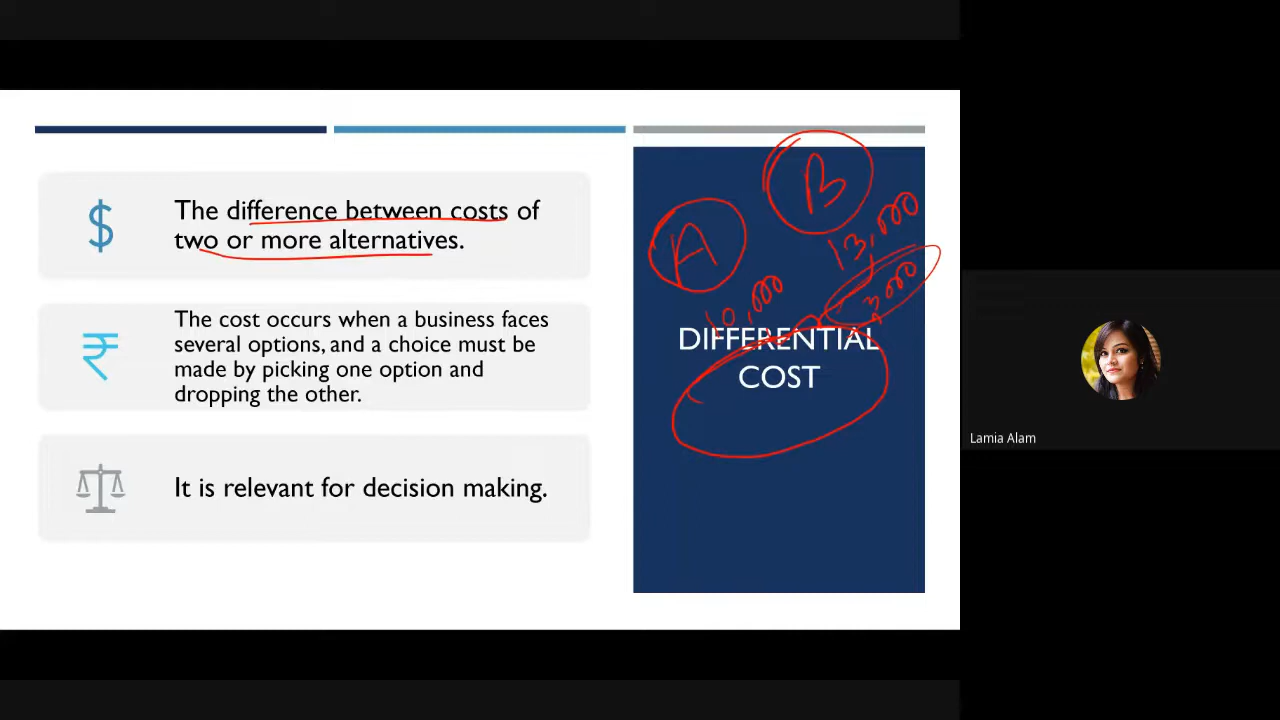 The difference between costs of
two or more alternatives.
The cost occurs when a business faces
several options, and a choice must be
made by picking one option and
dropping the other.
It is relevant for decision making.
B
A
13,000
10,000
3,000
DIFFERENTIAL
COST
Lamia Alam